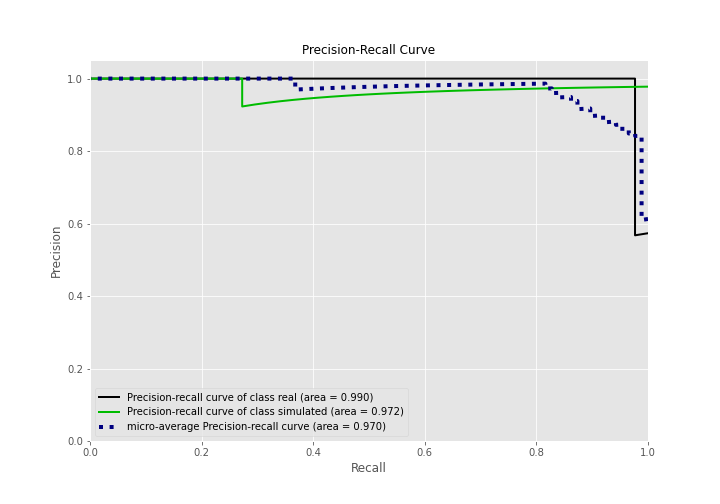 Precision-Recall Curve
1.0
0.8
0.6
0.4
0.2
0.0
Precision
Precision-recall curve of class real (area = 0.990)
Precision-recall curve of class simulated (area = 0.972)
micro-average Precision-recall curve (area = 0.970)
0.0 0.2 0.4 0.6 0.8 1.0
Recall